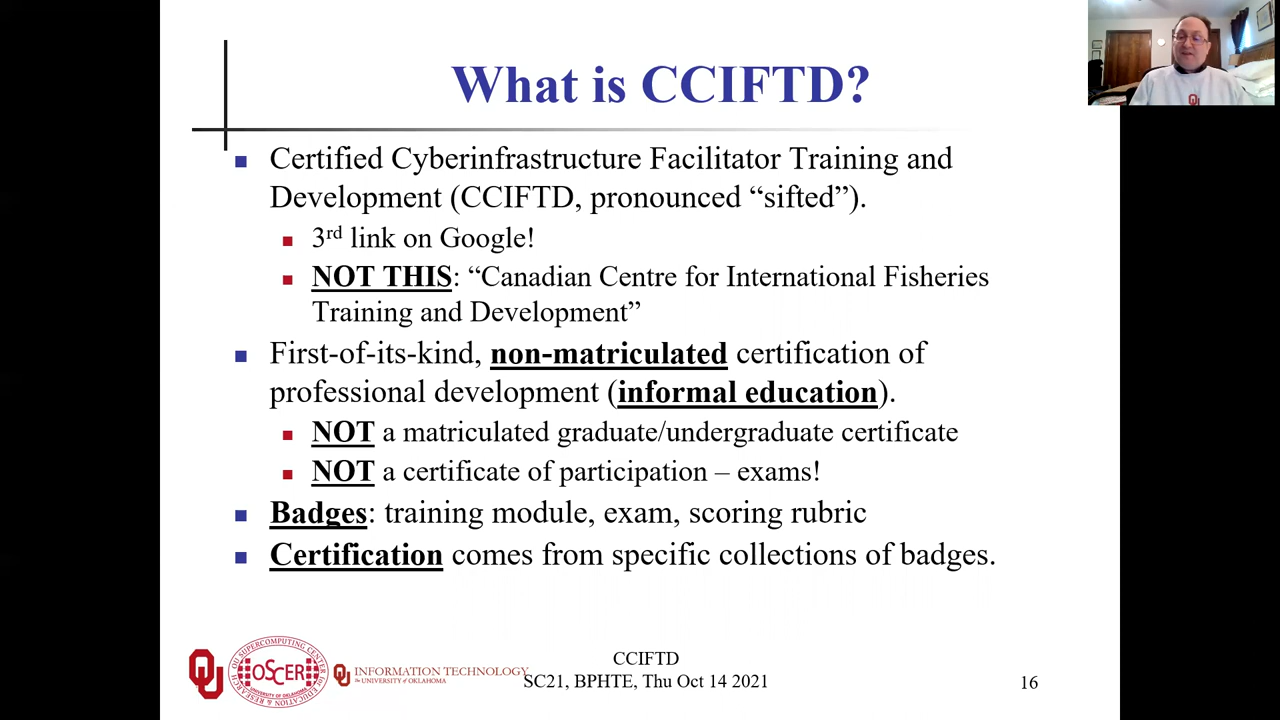 What is CCIFTD?
Certified Cyberinfrastructure Facilitator Training and
Development (CCIFTD, pronounced “sifted”).
3rd link on Google!
NOT THIS: “Canadian Centre for International Fisheries
Training and Development”
First-of-its-kind, non-matriculated certification of
professional development (informal education).
NOT a matriculated graduate/undergraduate certificate
NOT a certificate of participation – exams!
Badges: training module, exam, scoring rubric
Certification comes from specific collections of badges.
OU SUPERCOMPUTING CENTER FOR EDUCATION & RESEARCH
OSCER
UNIVERSITY OF OKLAHOMA
INFORMATION TECHNOLOGY
The UNIVERSITY of OKLAHOMA
CCIFTD
SC21, BPHTE, Thu Oct 14 2021
16